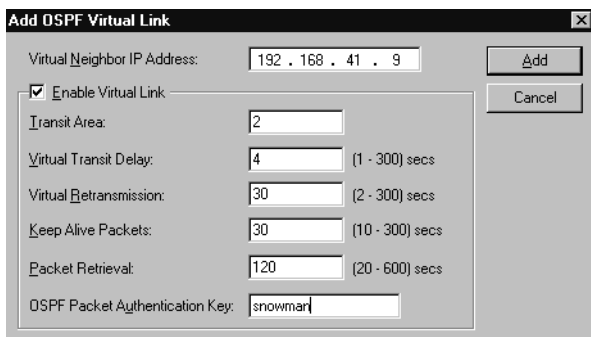 Add OSPF Virtual Link
Virtual Neighbor IP Address: 192 . 168 . 41 . 9
Add
Enable Virtual Link
Cancel
Transit Area: 2
Virtual Transit Delay: 4 (1 - 300) secs
Virtual Retransmission: 30 (2 - 300) secs
Keep Alive Packets: 30 (10 - 300) secs
Packet Retrieval: 120 (20 - 600) secs
OSPF Packet Authentication Key: snowman